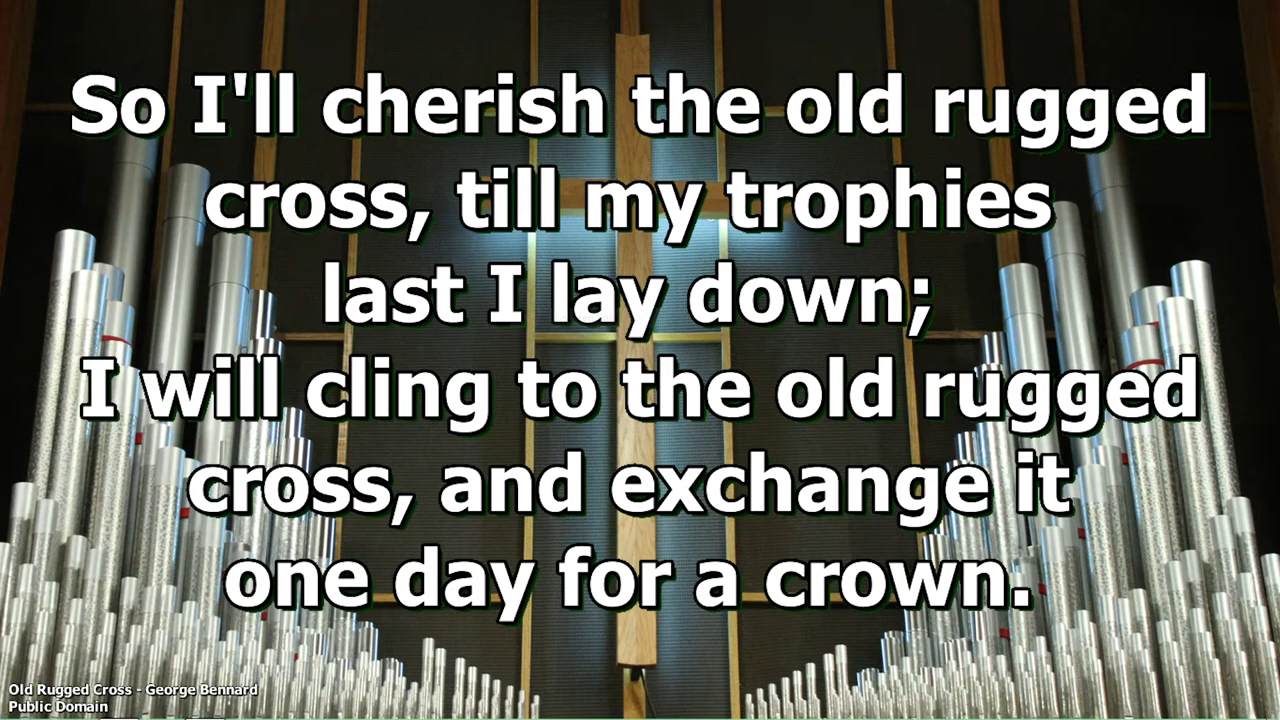 So I'll cherish the old rugged
cross, till my trophies
last I lay down;
I will cling to the old rugged
cross, and exchange it
one day for a crown.
Old Rugged Cross - George Bennard
Public Domain